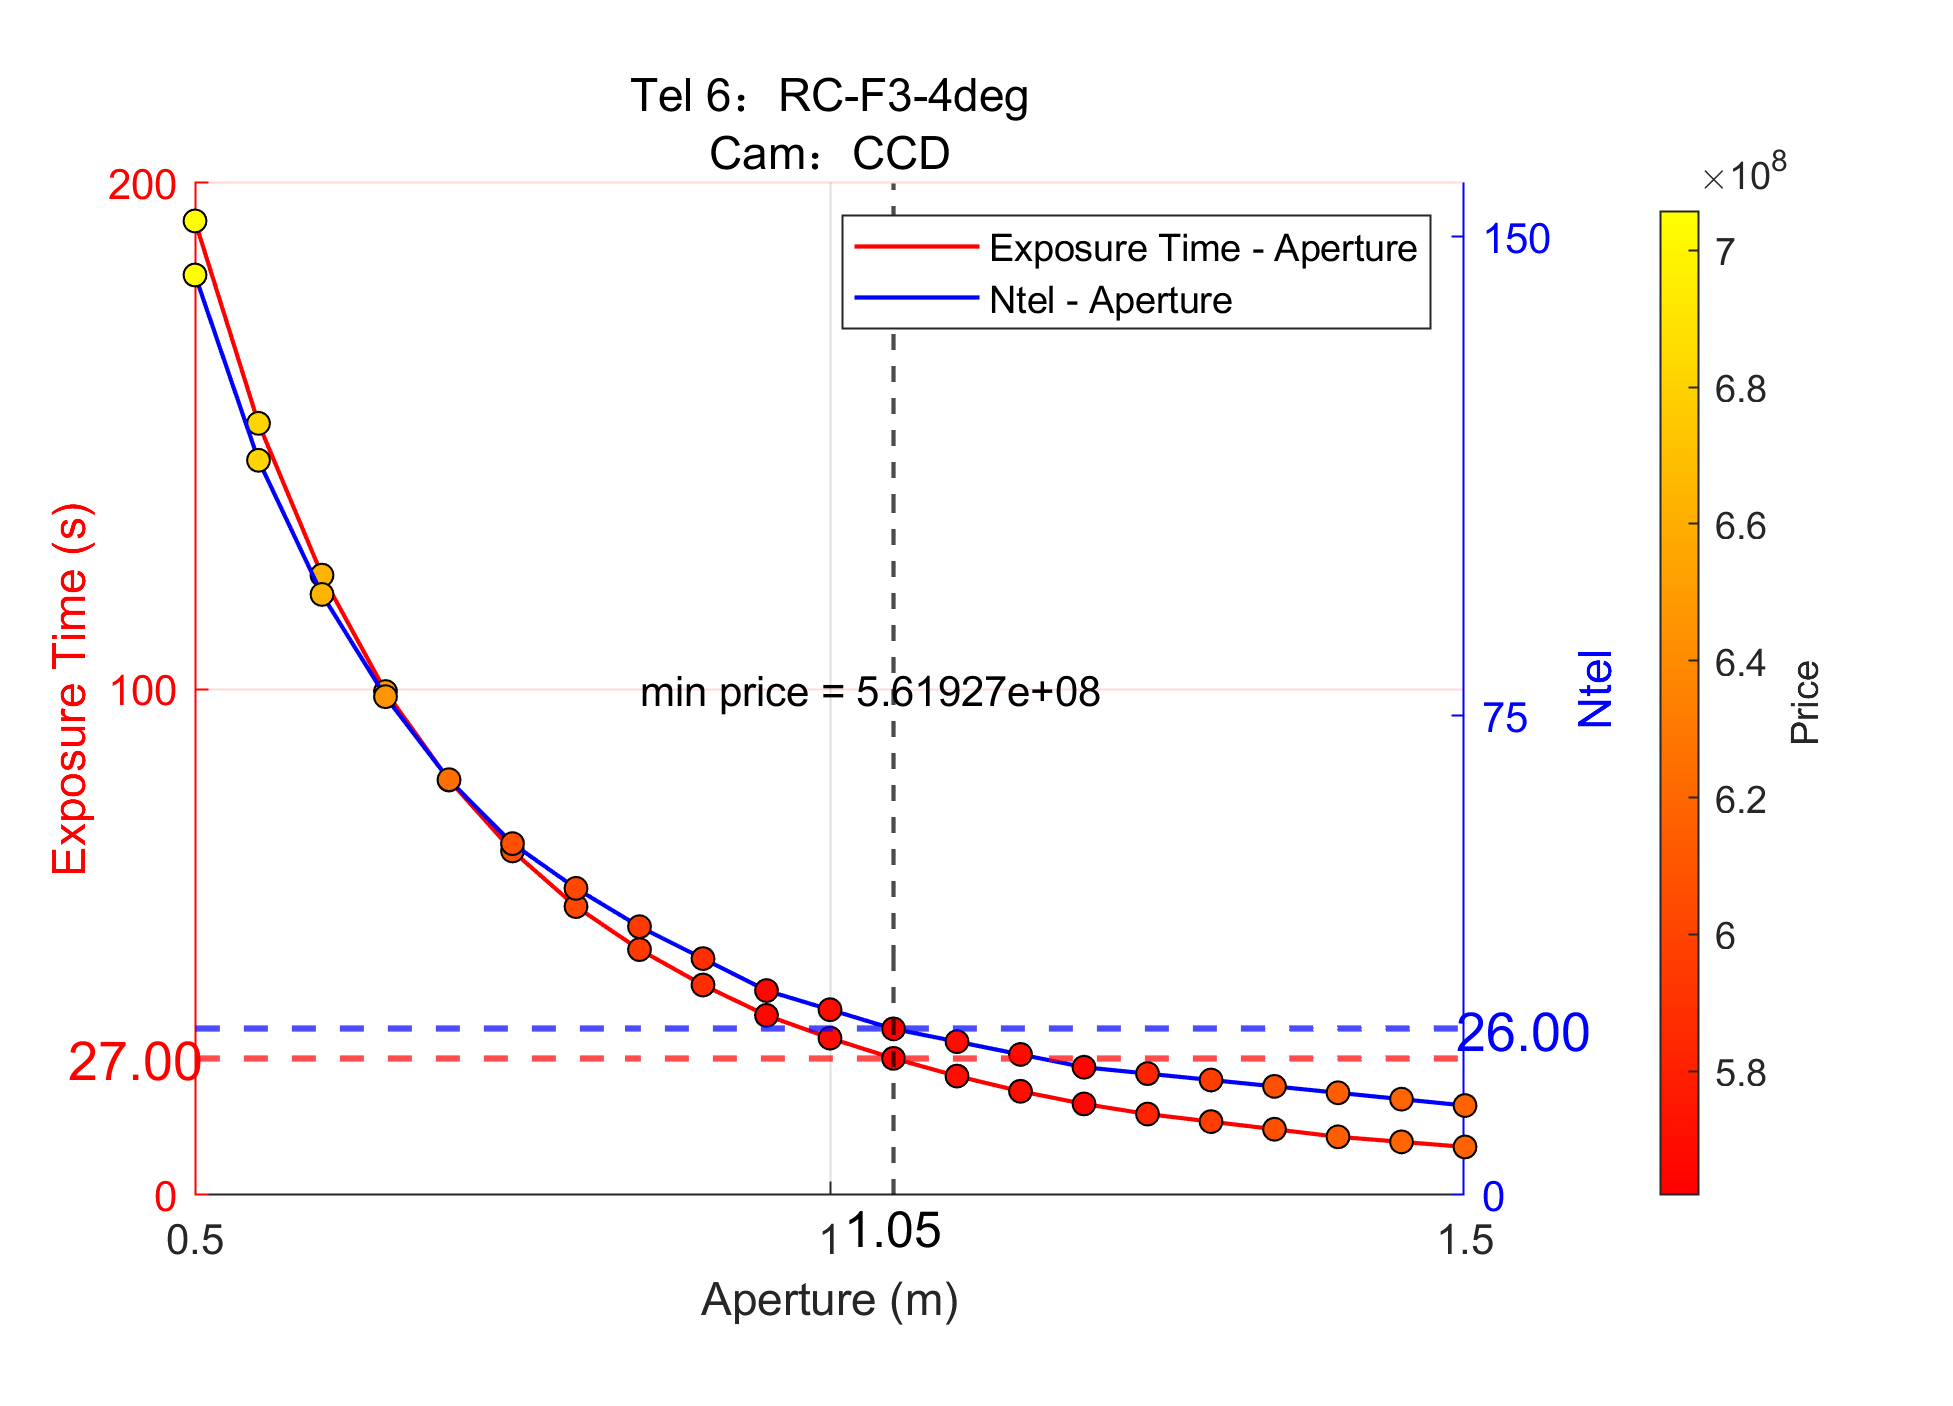 Tel 6：RC-F3-4deg
Cam：CCD
×10^8
200
100
0
Exposure Time (s)
27.00
Exposure Time - Aperture
Ntel - Aperture
min price = 5.61927e+08
150
75
0
26.00
Ntel
7
6.8
6.6
6.4
6.2
6
5.8
Price
0.5
1
1.05
1.5
Aperture (m)